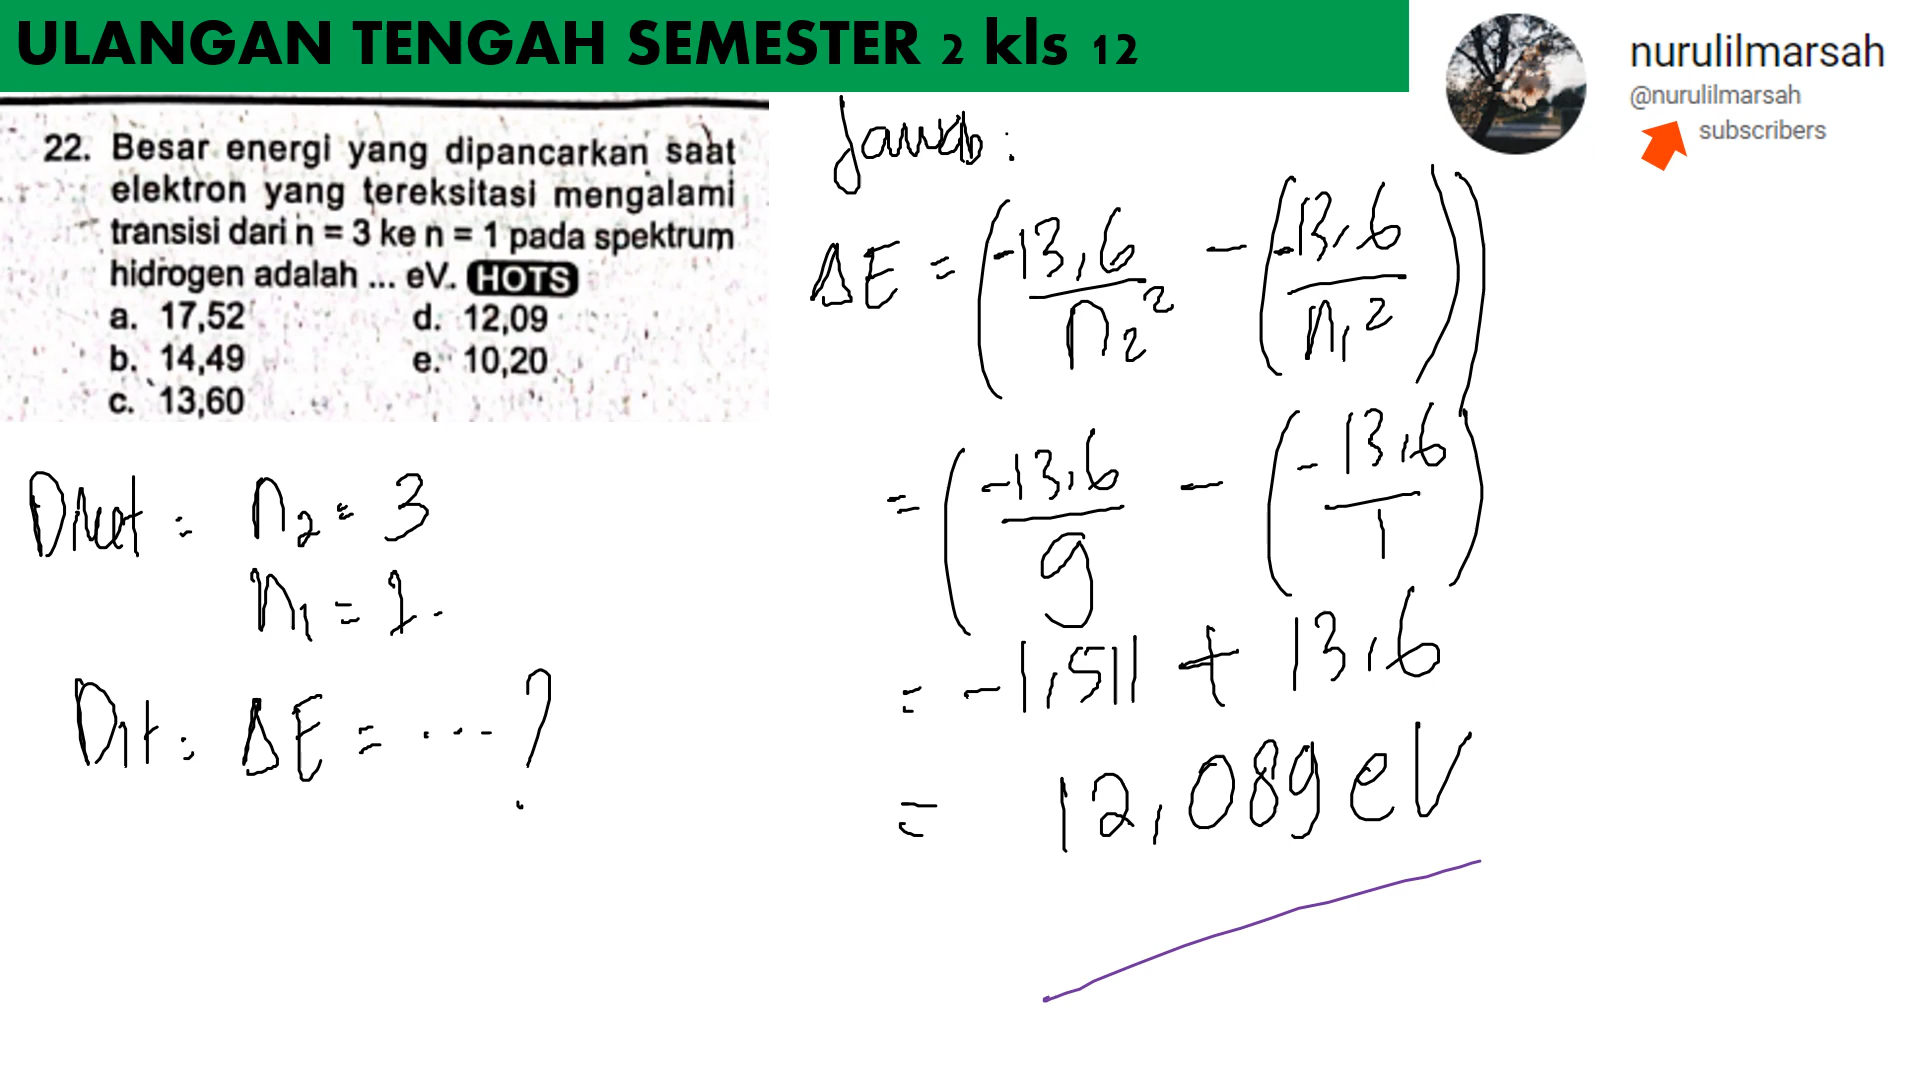 ULANGAN TENGAH SEMESTER 2 kls 12
nurulilmarsah
@nurulilmarsah
subscribers
22. Besar energi yang dipancarkan saat
elektron yang tereksitasi mengalami
transisi dari n = 3 ke n = 1 pada spektrum
hidrogen adalah ... eV. HOTS
a. 17,52 d. 12,09
b. 14,49 e. 10,20
c. 13,60
Diket : n₂ = 3
n₁ = 1.
Dit : ΔE = ... ?
Jawab :
ΔE = (-13,6/n₂² - (-13,6/n₁²))
= (-13,6/9 - (-13,6/1)
= -1,511 + 13,6
= 12,089 eV